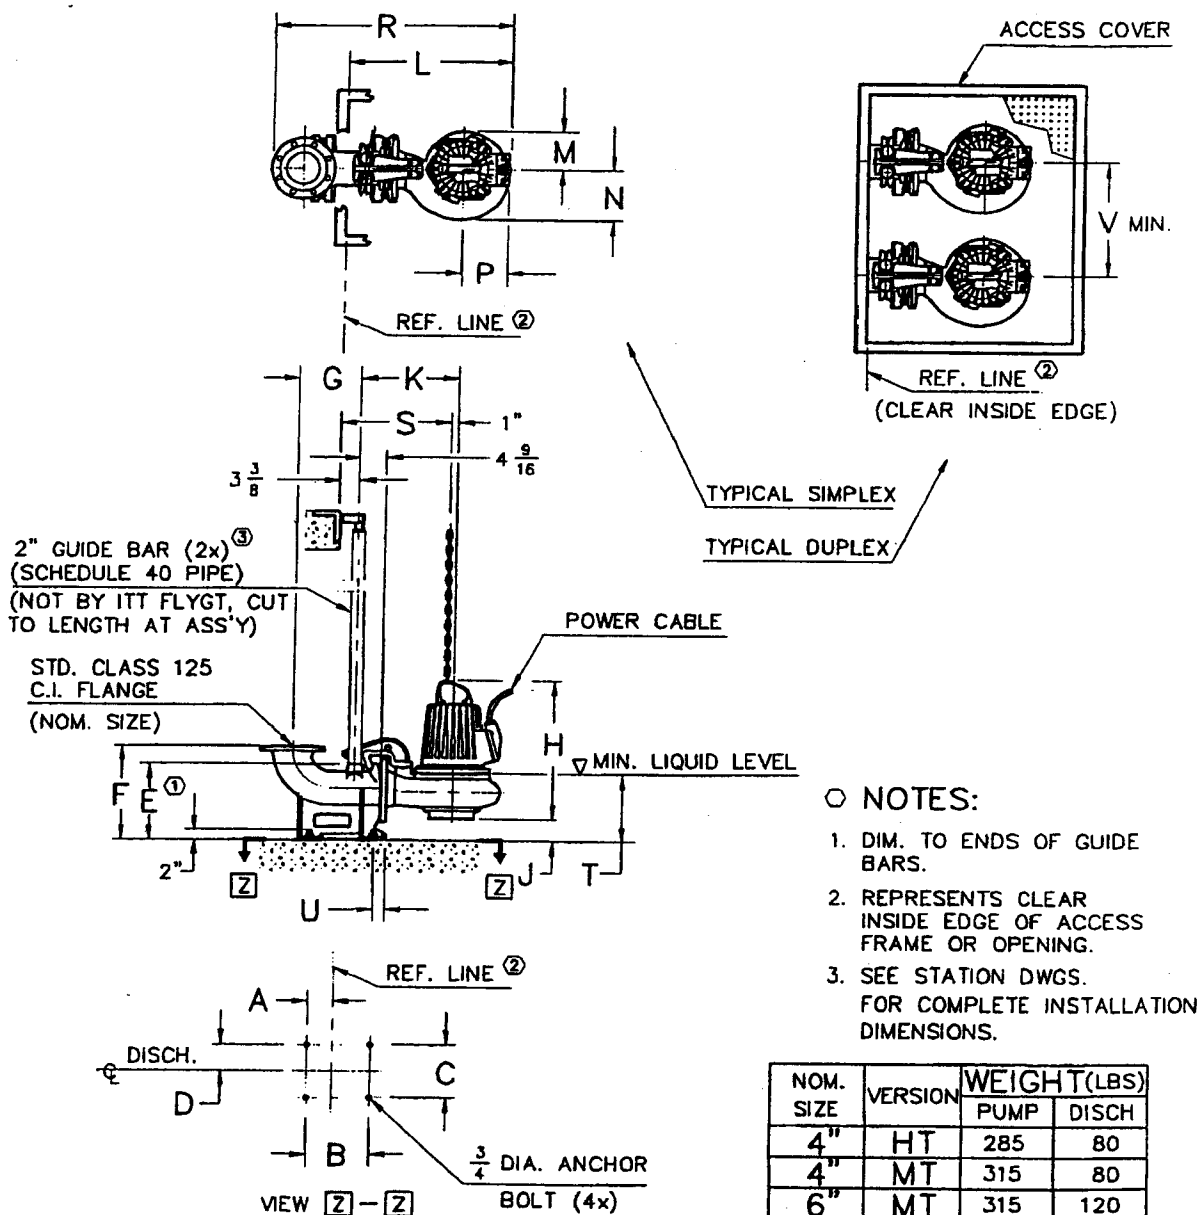 R
L
M
N
P
REF. LINE 2
ACCESS COVER
V MIN.
REF. LINE 2
(CLEAR INSIDE EDGE)
G
K
S
1"
4 9/16
3 3/8
TYPICAL SIMPLEX
TYPICAL DUPLEX
2" GUIDE BAR (2x) 3
(SCHEDULE 40 PIPE)
(NOT BY ITT FLYGT, CUT
TO LENGTH AT ASS'Y)
STD. CLASS 125
C.I. FLANGE
(NOM. SIZE)
POWER CABLE
H
MIN. LIQUID LEVEL
F
E 1
2"
Z
Z
J
T
U
REF. LINE 2
A
DISCH.
D
C
B
3/4 DIA. ANCHOR
BOLT (4x)
VIEW Z - Z
NOTES:
1. DIM. TO ENDS OF GUIDE
BARS.
2. REPRESENTS CLEAR
INSIDE EDGE OF ACCESS
FRAME OR OPENING.
3. SEE STATION DWGS.
FOR COMPLETE INSTALLATION
DIMENSIONS.
NOM. SIZE VERSION WEIGHT(LBS)
PUMP DISCH
4" HT 285 80
4" MT 315 80
6" MT 315 120